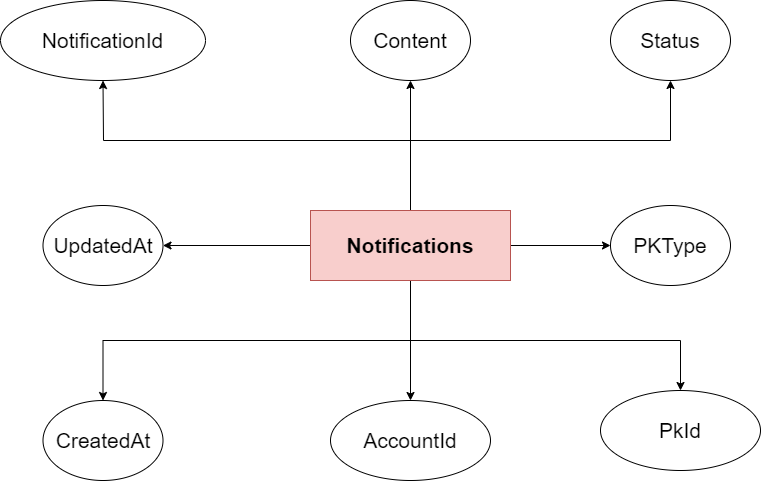 NotificationId
Content
Status
UpdatedAt
Notifications
PKType
CreatedAt
AccountId
PkId